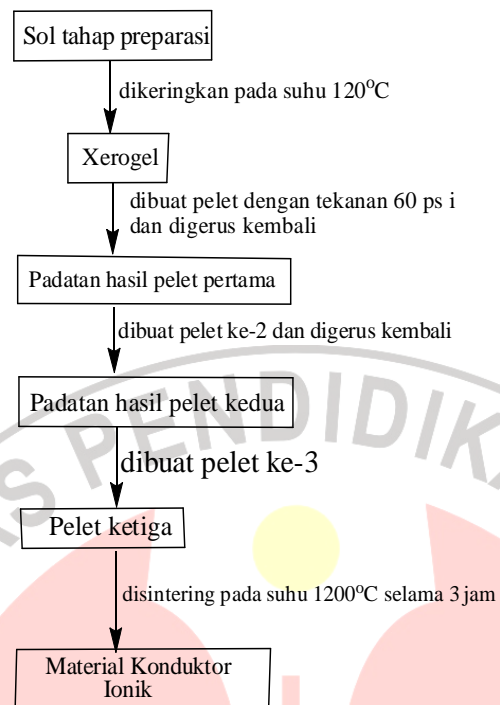 Sol tahap preparasi
dikeringkan pada suhu 120°C
Xerogel
dibuat pelet dengan tekanan 60 ps i
dan digerus kembali
Padatan hasil pelet pertama
dibuat pelet ke-2 dan digerus kembali
Padatan hasil pelet kedua
dibuat pelet ke-3
Pelet ketiga
disintering pada suhu 1200°C selama 3 jam
Material Konduktor
Ionik
S PENDIDIKA